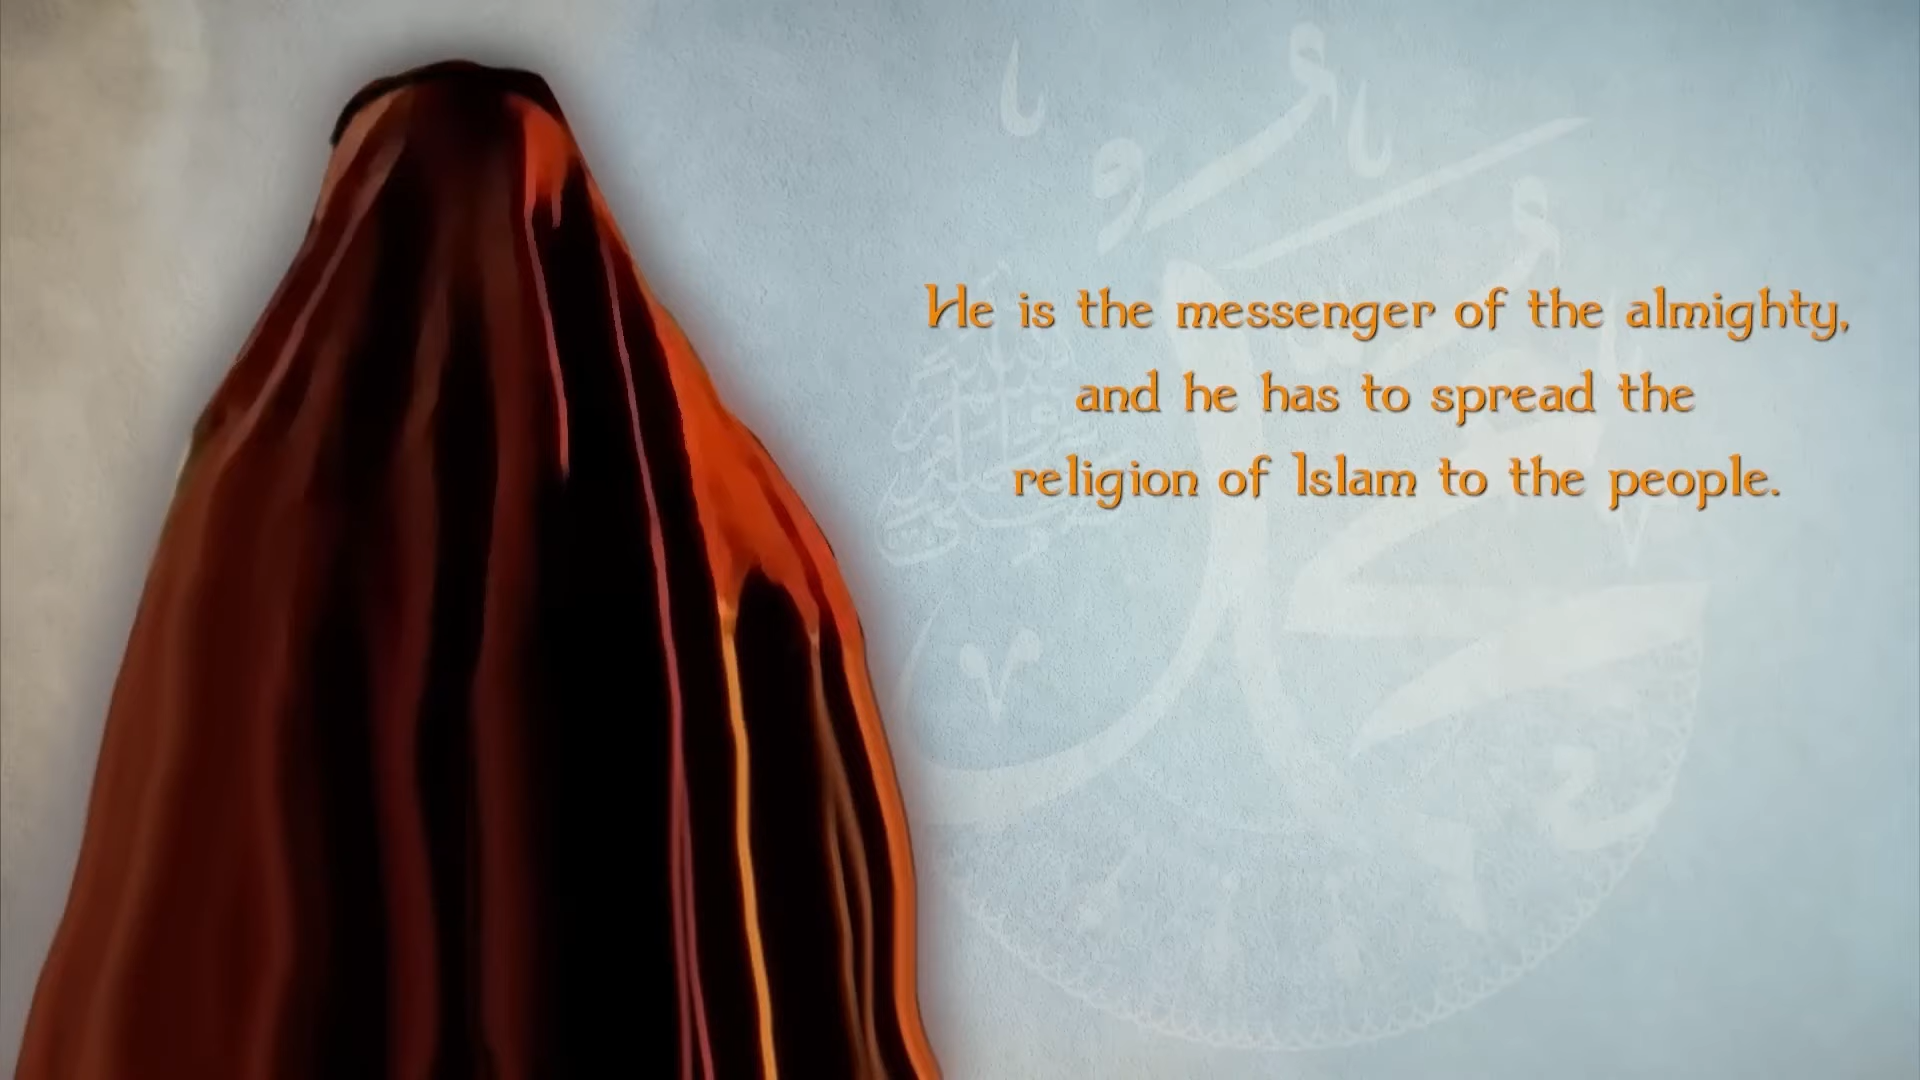 He is the messenger of the almighty,
and he has to spread the
religion of Islam to the people.
محمد